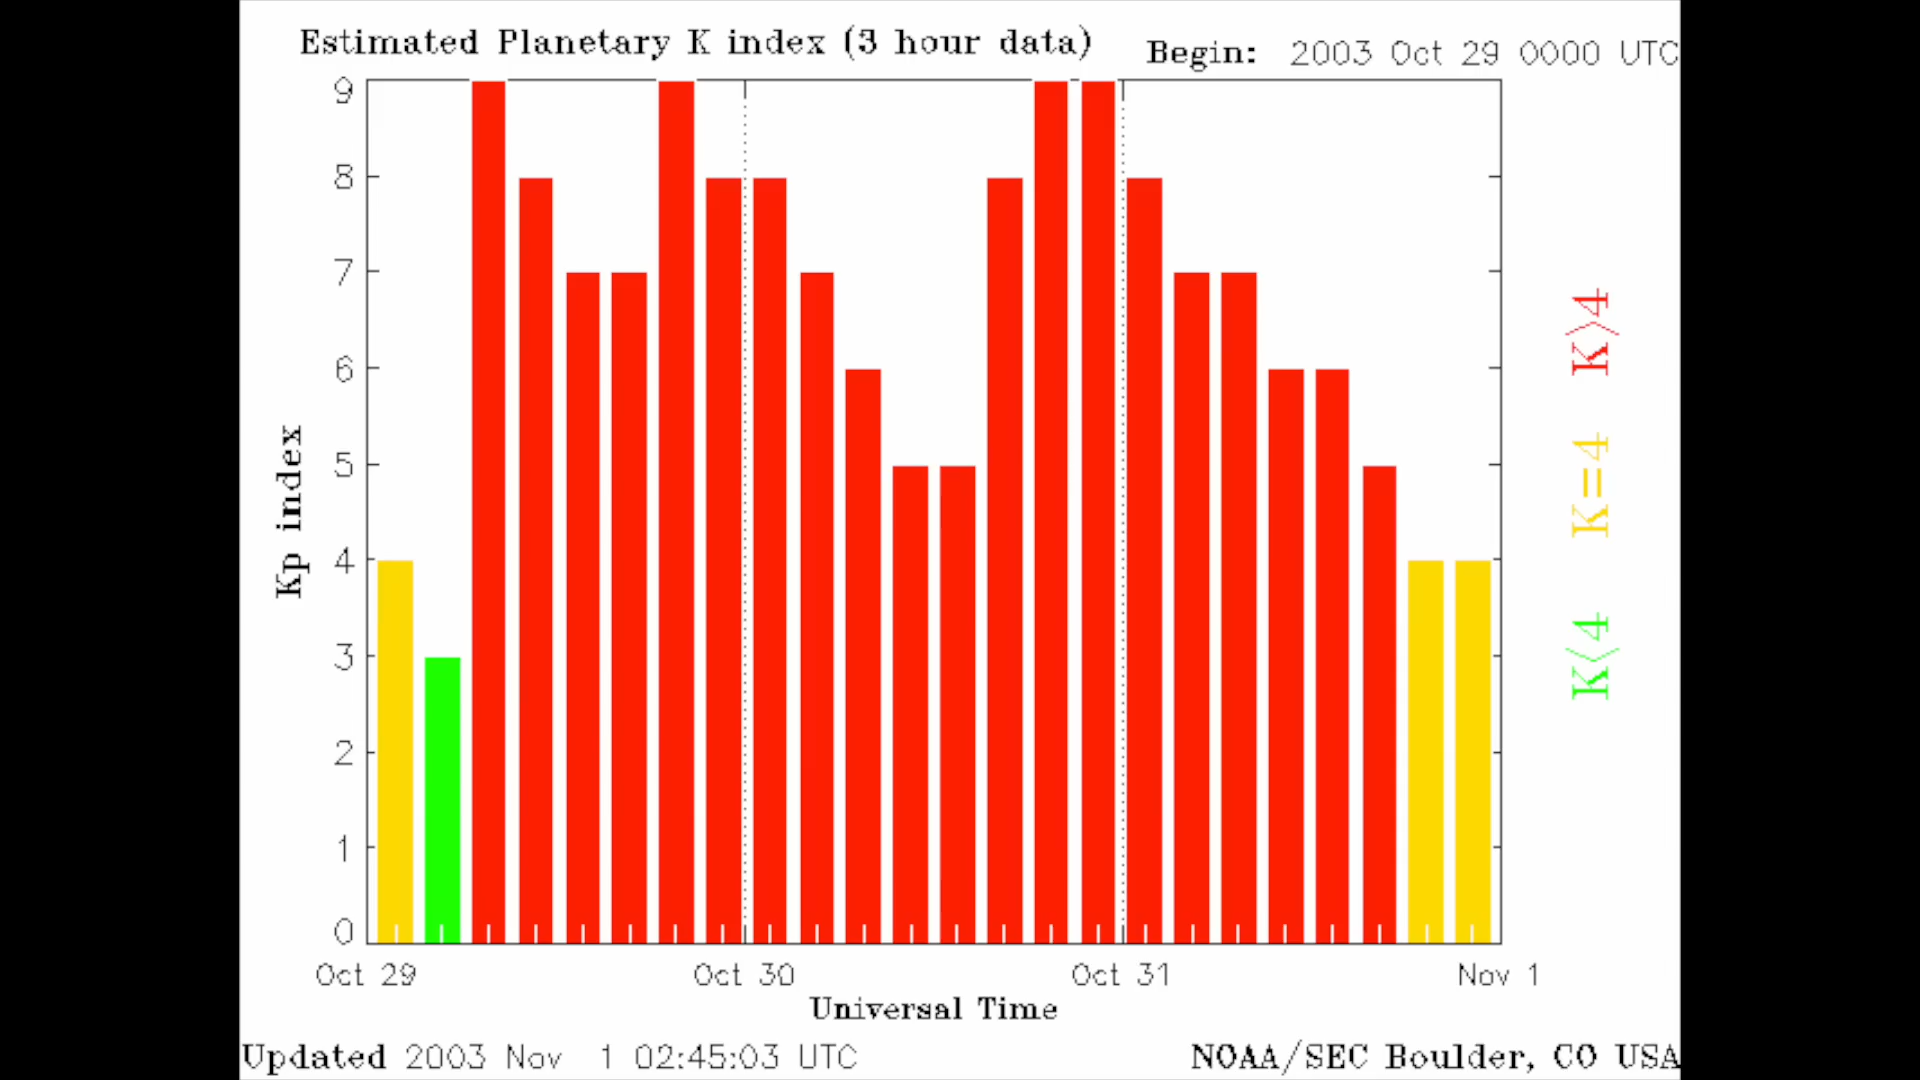 Estimated Planetary K index (3 hour data)
Begin: 2003 Oct 29 0000 UTC
9
8
7
6
5
4
3
2
1
0
Kp index
K>4
K=4
K<4
Oct 29
Oct 30
Oct 31
Nov 1
Universal Time
Updated 2003 Nov 1 02:45:03 UTC
NOAA/SEC Boulder, CO USA